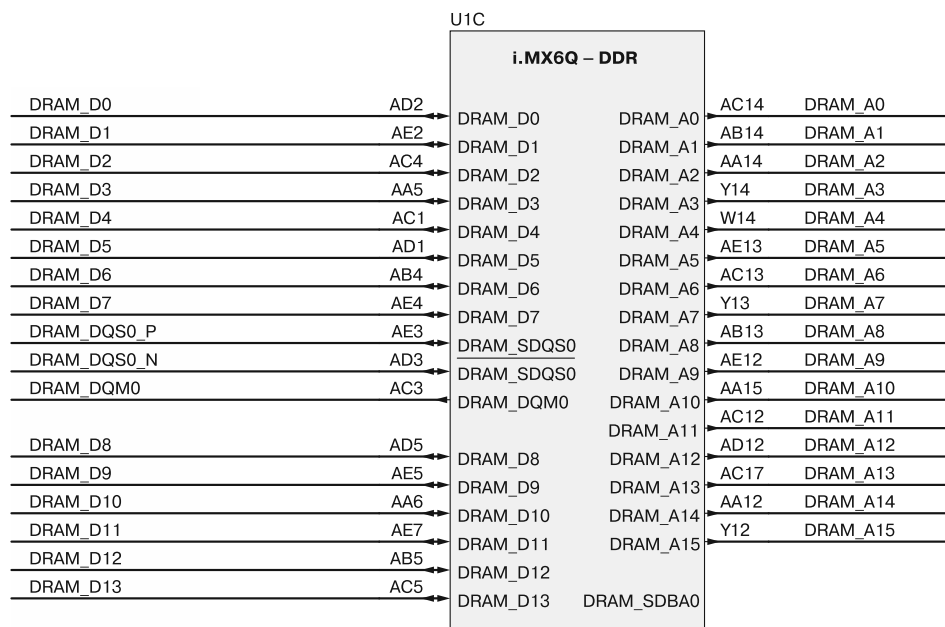 U1C
i.MX6Q – DDR
DRAM_D0 AD2 DRAM_D0 DRAM_A0 AC14 DRAM_A0
DRAM_D1 AE2 DRAM_D1 DRAM_A1 AB14 DRAM_A1
DRAM_D2 AC4 DRAM_D2 DRAM_A2 AA14 DRAM_A2
DRAM_D3 AA5 DRAM_D3 DRAM_A3 Y14 DRAM_A3
DRAM_D4 AC1 DRAM_D4 DRAM_A4 W14 DRAM_A4
DRAM_D5 AD1 DRAM_D5 DRAM_A5 AE13 DRAM_A5
DRAM_D6 AB4 DRAM_D6 DRAM_A6 AC13 DRAM_A6
DRAM_D7 AE4 DRAM_D7 DRAM_A7 Y13 DRAM_A7
DRAM_DQS0_P AE3 DRAM_SDQS0 DRAM_A8 AB13 DRAM_A8
DRAM_DQS0_N AD3 DRAM_SDQS0 DRAM_A9 AE12 DRAM_A9
DRAM_DQM0 AC3 DRAM_DQM0 DRAM_A10 AA15 DRAM_A10
DRAM_A11 AC12 DRAM_A11
DRAM_D8 AD5 DRAM_D8 DRAM_A12 AD12 DRAM_A12
DRAM_D9 AE5 DRAM_D9 DRAM_A13 AC17 DRAM_A13
DRAM_D10 AA6 DRAM_D10 DRAM_A14 AA12 DRAM_A14
DRAM_D11 AE7 DRAM_D11 DRAM_A15 Y12 DRAM_A15
DRAM_D12 AB5 DRAM_D12
DRAM_D13 AC5 DRAM_D13 DRAM_SDBA0